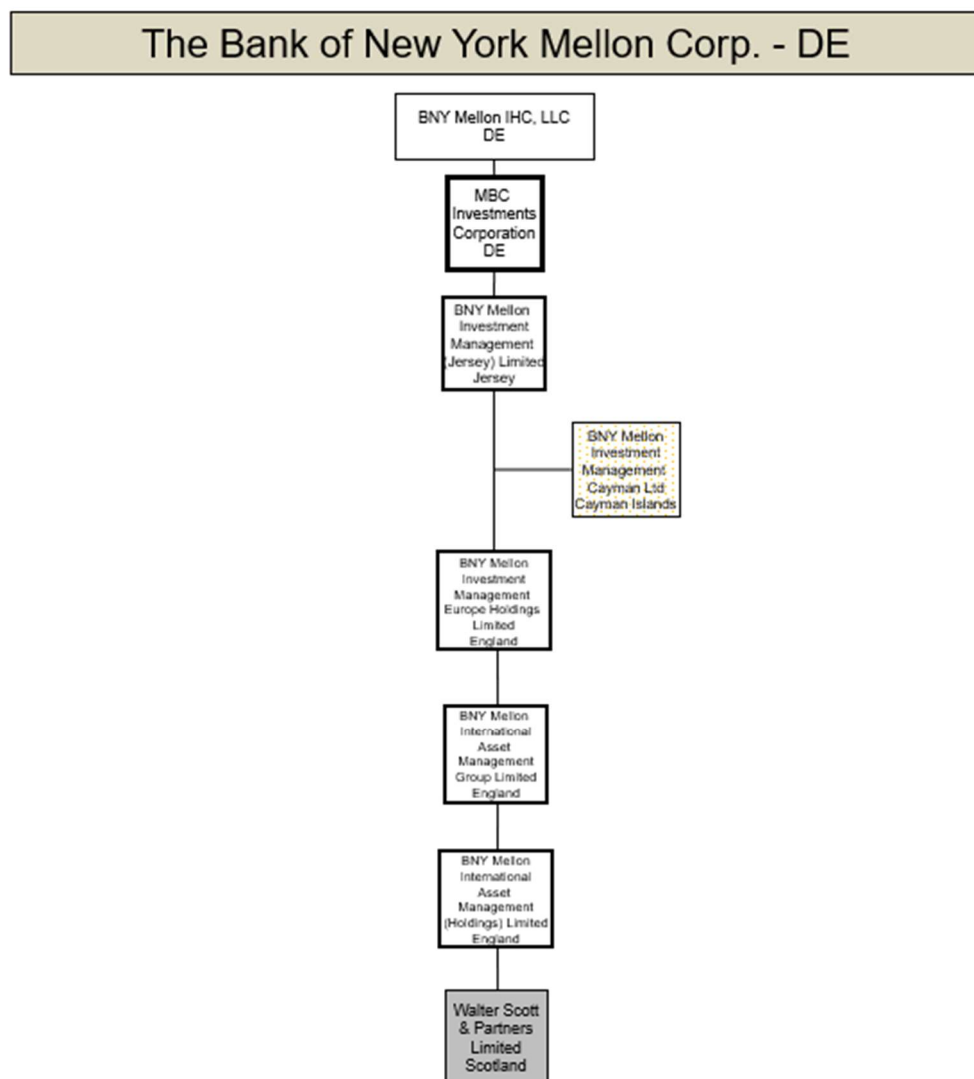 The Bank of New York Mellon Corp. - DE
BNY Mellon IHC, LLC
DE
MBC
Investments
Corporation
DE
BNY Mellon
Investment
Management
(Jersey) Limited
Jersey
BNY Mellon
Investment
Management
Cayman Ltd
Cayman Islands
BNY Mellon
Investment
Management
Europe Holdings
Limited
England
BNY Mellon
International
Asset
Management
Group Limited
England
BNY Mellon
International
Asset
Management
(Holdings) Limited
England
Walter Scott
& Partners
Limited
Scotland